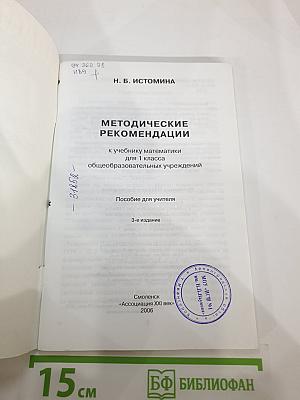 Н. Б. ИСТОМИНА
МЕТОДИЧЕСКИЕ
РЕКОМЕНДАЦИИ
к учебнику математики
для 1 класса
общеобразовательных учреждений
Пособие для учителя
3-е издание
Смоленск
«Ассоциация XXI век»
2006
15 см
БФ БИБЛИОФАН